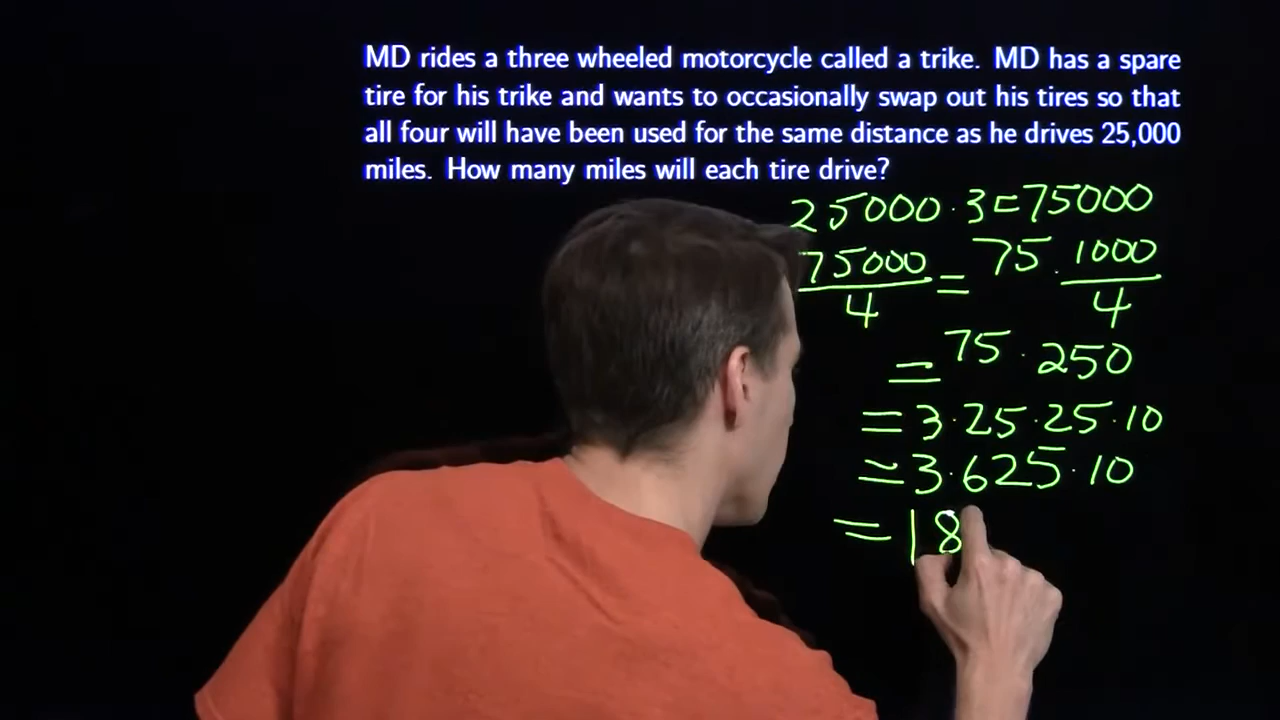 MD rides a three wheeled motorcycle called a trike. MD has a spare
tire for his trike and wants to occasionally swap out his tires so that
all four will have been used for the same distance as he drives 25,000
miles. How many miles will each tire drive?
25000 · 3 = 75000
75000/4 = 75 · 1000/4
= 75 · 250
= 3 · 25 · 25 · 10
= 3 · 625 · 10
= 18